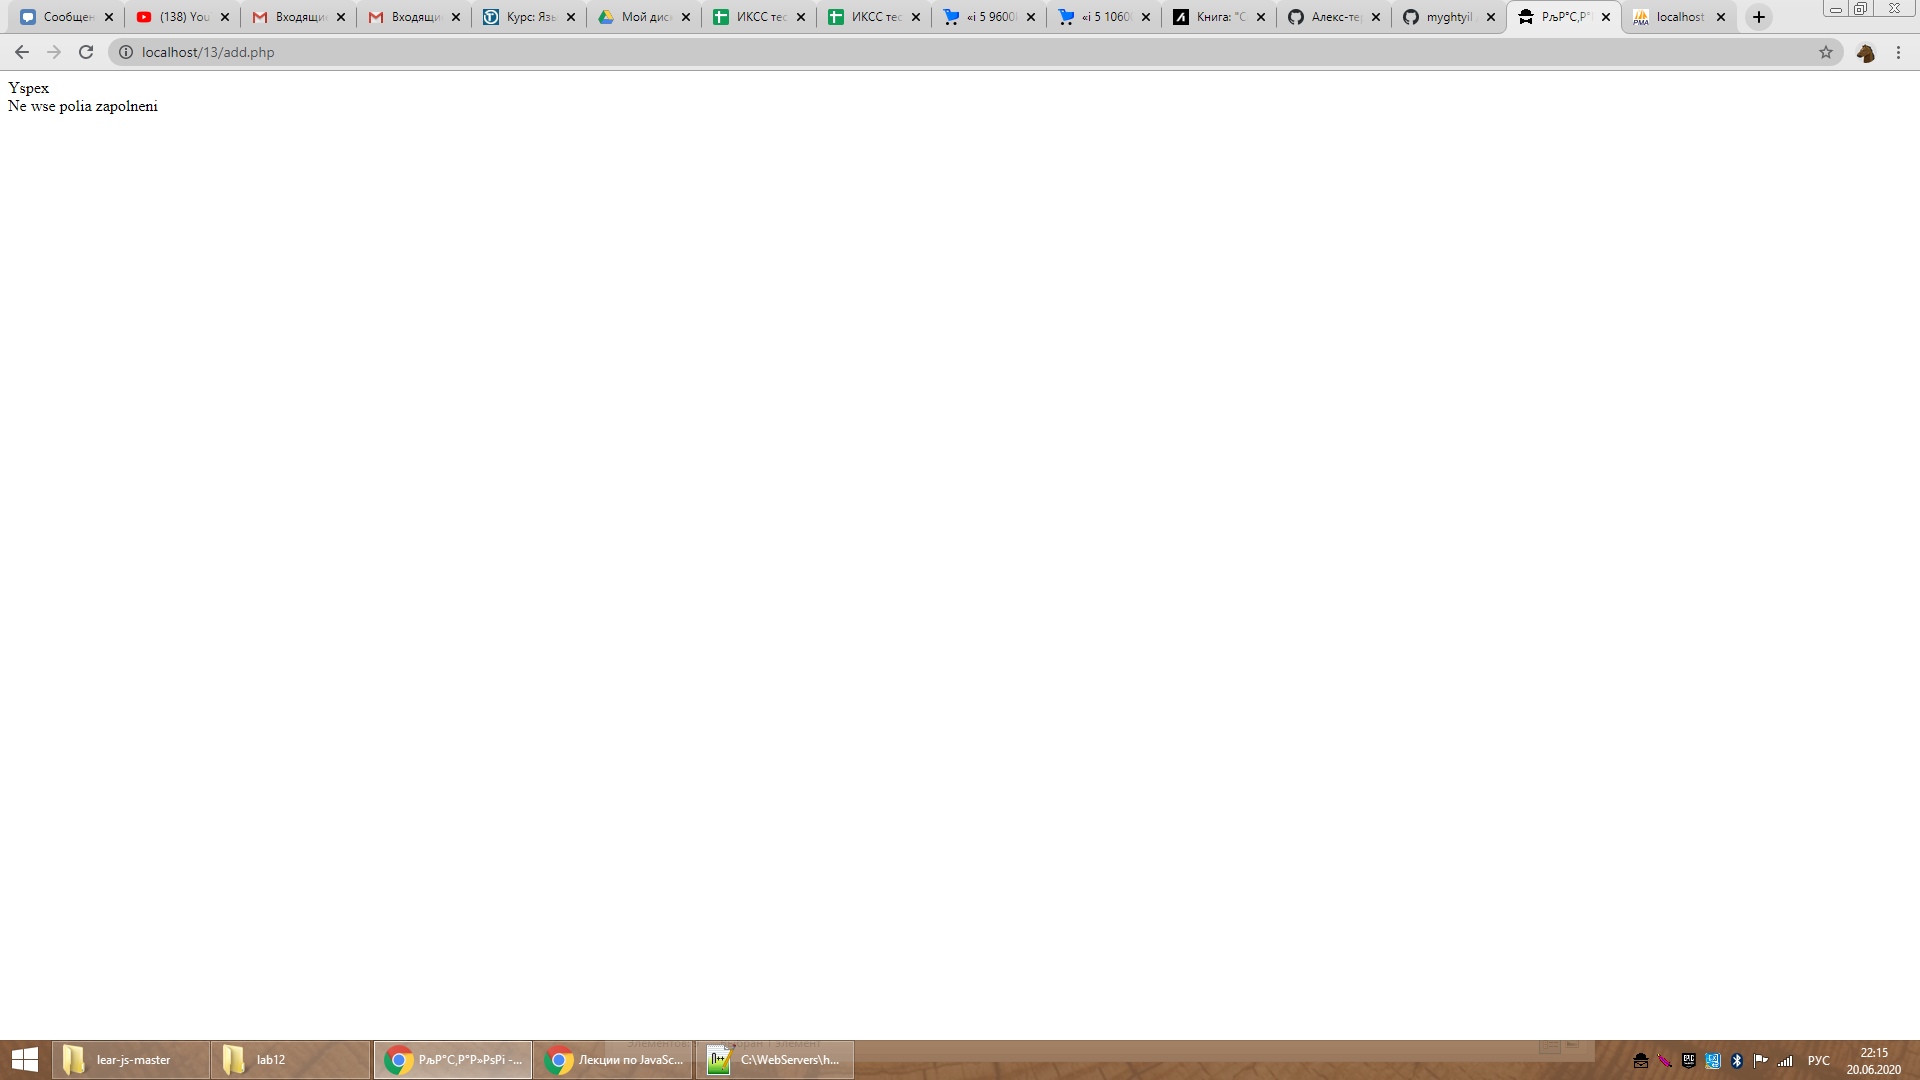 Сообщен
(138) You
Входящи
Входящи
Курс: Язь
Мой дис
ИКСС тес
ИКСС тес
«i 5 9600
«i 5 1060
Книга: "С
Алекс-те
myghtyil
РљР°С‚Р°
localhost
localhost/13/add.php
Yspex
Ne wse polia zapolneni
lear-js-master
lab12
РљР°С‚Р°Р»РѕРі -...
Лекции по JavaSc...
C:\WebServers\h...
РУС
22:15
20.06.2020